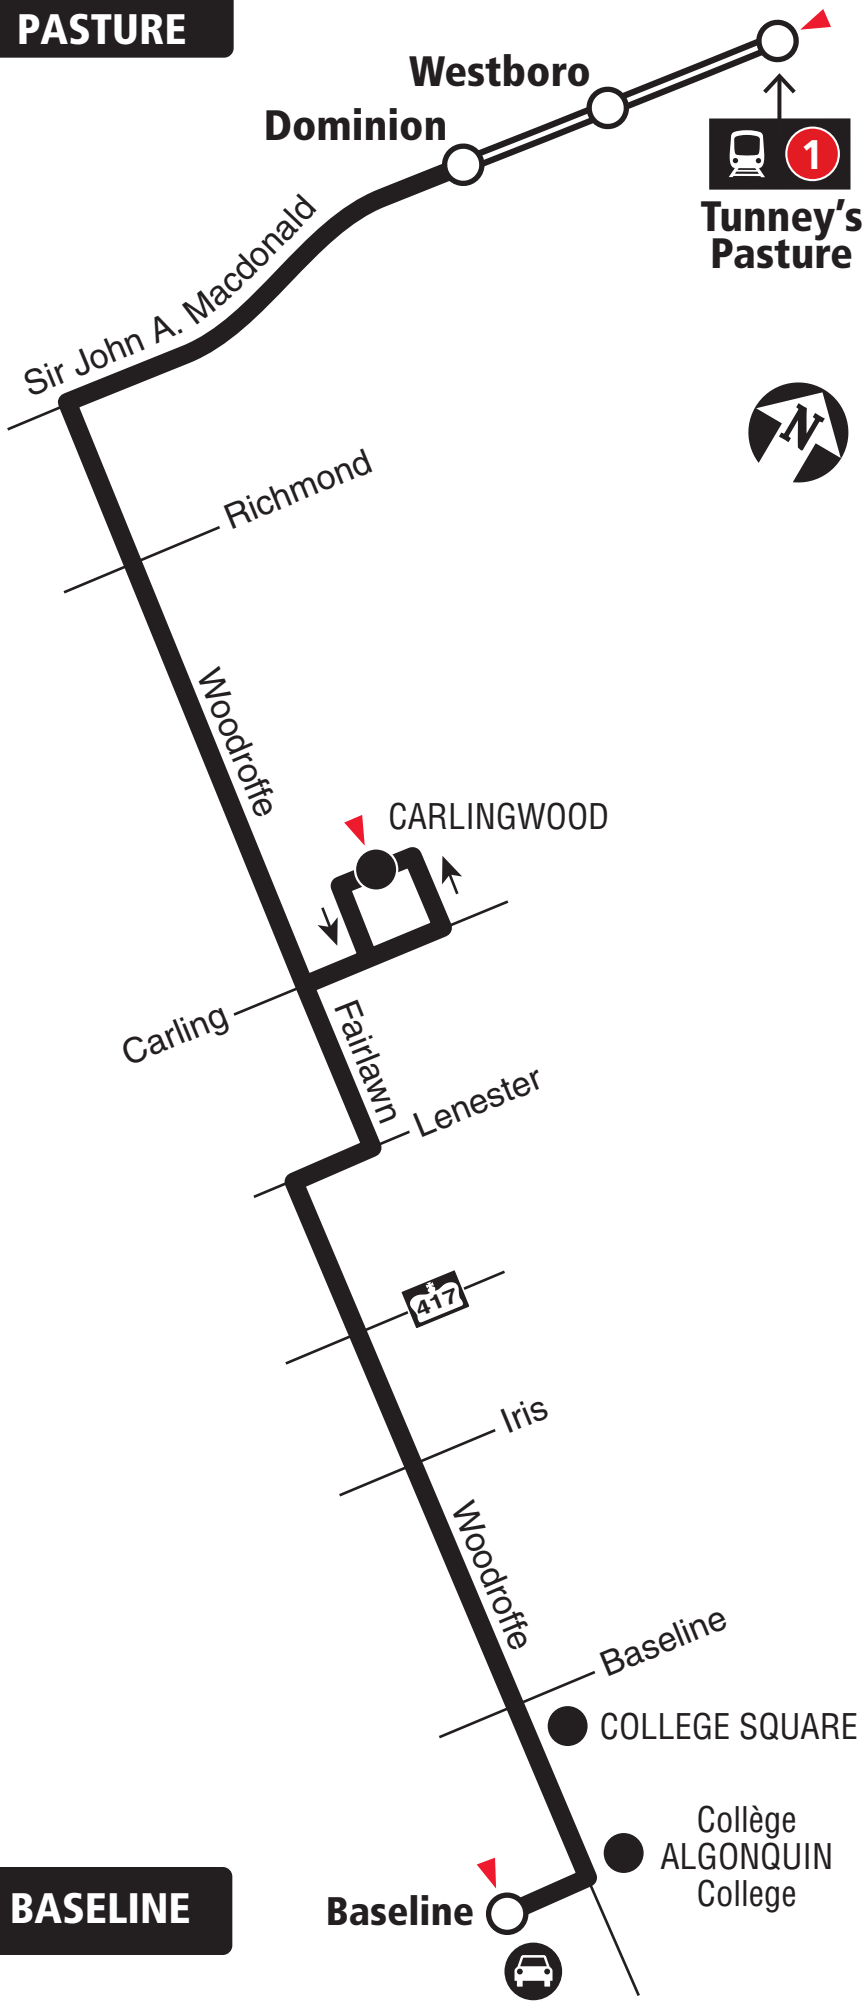 PASTURE
Westboro
Dominion
1
Tunney's
Pasture
Sir John A. Macdonald
N
Richmond
Woodroffe
CARLINGWOOD
Carling
Fairlawn
Lenester
417
Iris
Woodroffe
Baseline
COLLEGE SQUARE
Collège
ALGONQUIN
College
BASELINE
Baseline